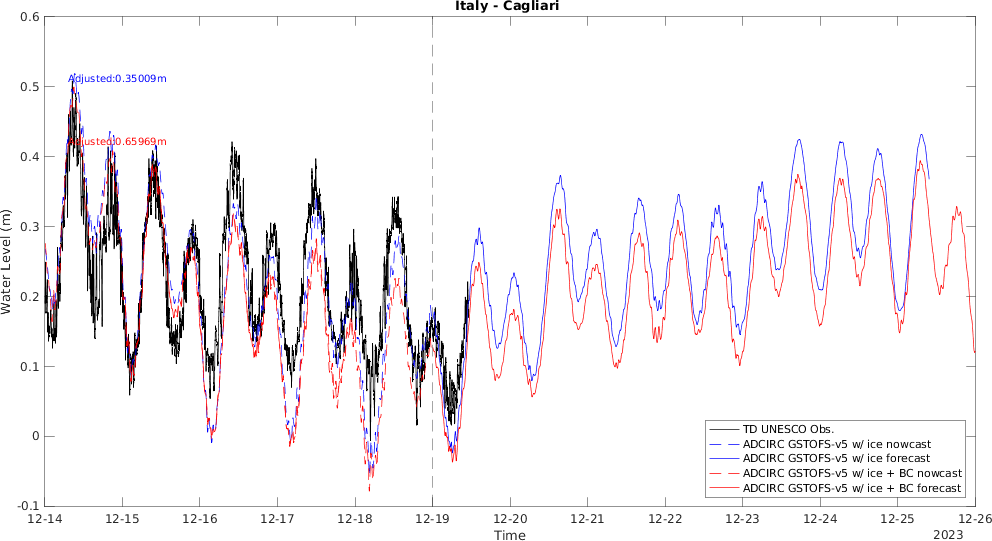 Italy - Cagliari
Water Level (m)
0.6
0.5
0.4
0.3
0.2
0.1
0
-0.1
Adjusted:0.35009m
Adjusted:0.65969m
TD UNESCO Obs.
ADCIRC GSTOFS-v5 w/ ice nowcast
ADCIRC GSTOFS-v5 w/ ice forecast
ADCIRC GSTOFS-v5 w/ ice + BC nowcast
ADCIRC GSTOFS-v5 w/ ice + BC forecast
12-14 12-15 12-16 12-17 12-18 12-19 12-20 12-21 12-22 12-23 12-24 12-25 12-26
Time
2023